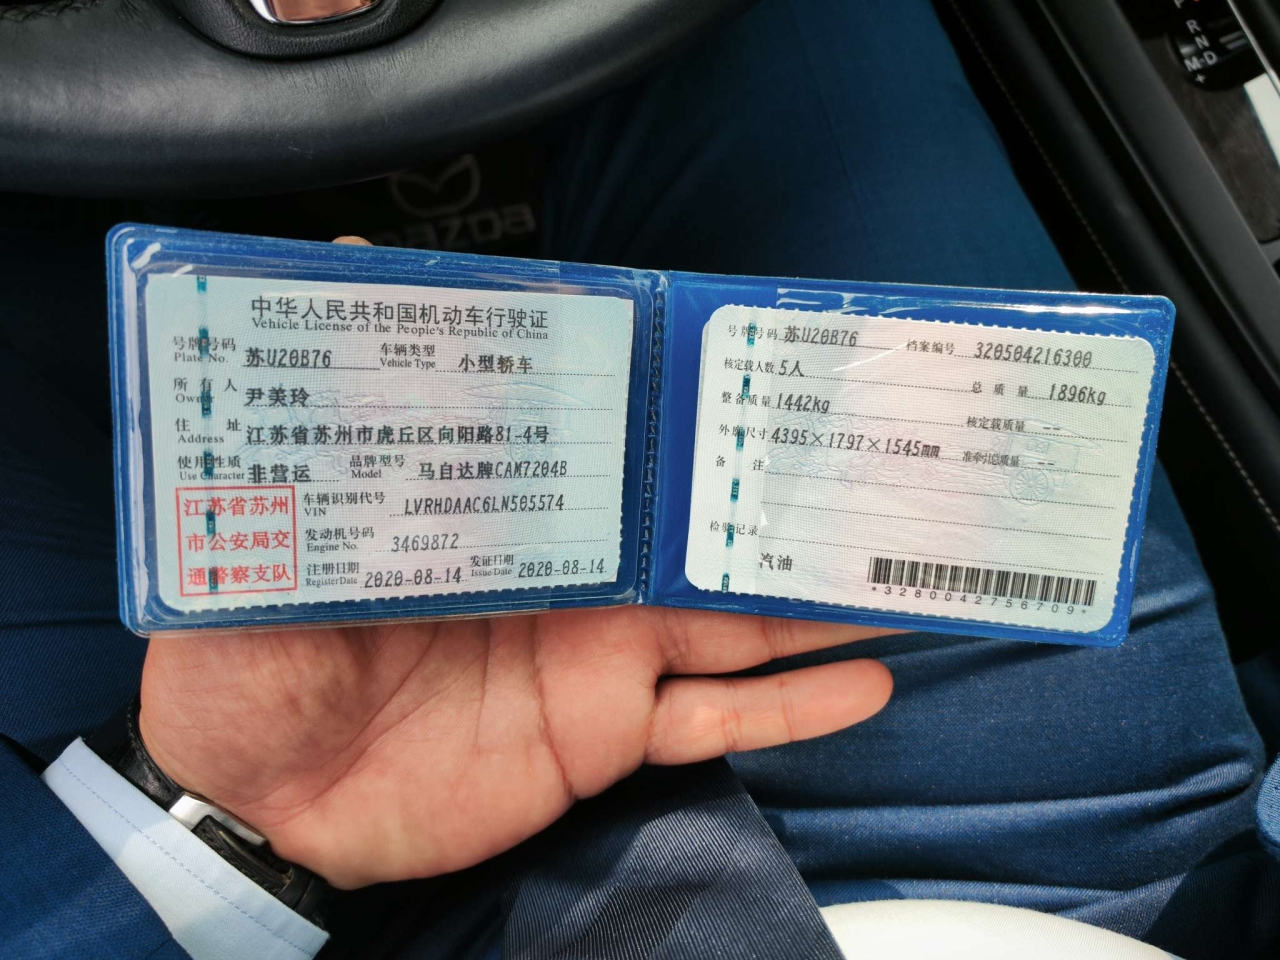 P
R
N
M-D
+
mazda
中华人民共和国机动车行驶证
Vehicle License of the People's Republic of China
号牌号码 苏U20B76 车辆类型 小型轿车
Plate No. Vehicle Type
所有人 尹美玲
Owner
住址 江苏省苏州市虎丘区向阳路81-4号
Address
使用性质 非营运 品牌型号 马自达牌CAM7204B
Use Character Model
江苏省苏州
市公安局交
通警察支队
车辆识别代号 LVRHDAAC6LN505574
VIN
发动机号码 3469872
Engine No.
注册日期 2020-08-14 发证日期 2020-08-14
Register Date Issue Date
号牌号码 苏U20B76 档案编号 320504216300
核定载人数 5人 总质量 1896kg
整备质量 1442kg 核定载质量 --
外廓尺寸 4395×1797×1545mm 准牵引总质量 --
备注
检验记录
汽油
*3280042756709*